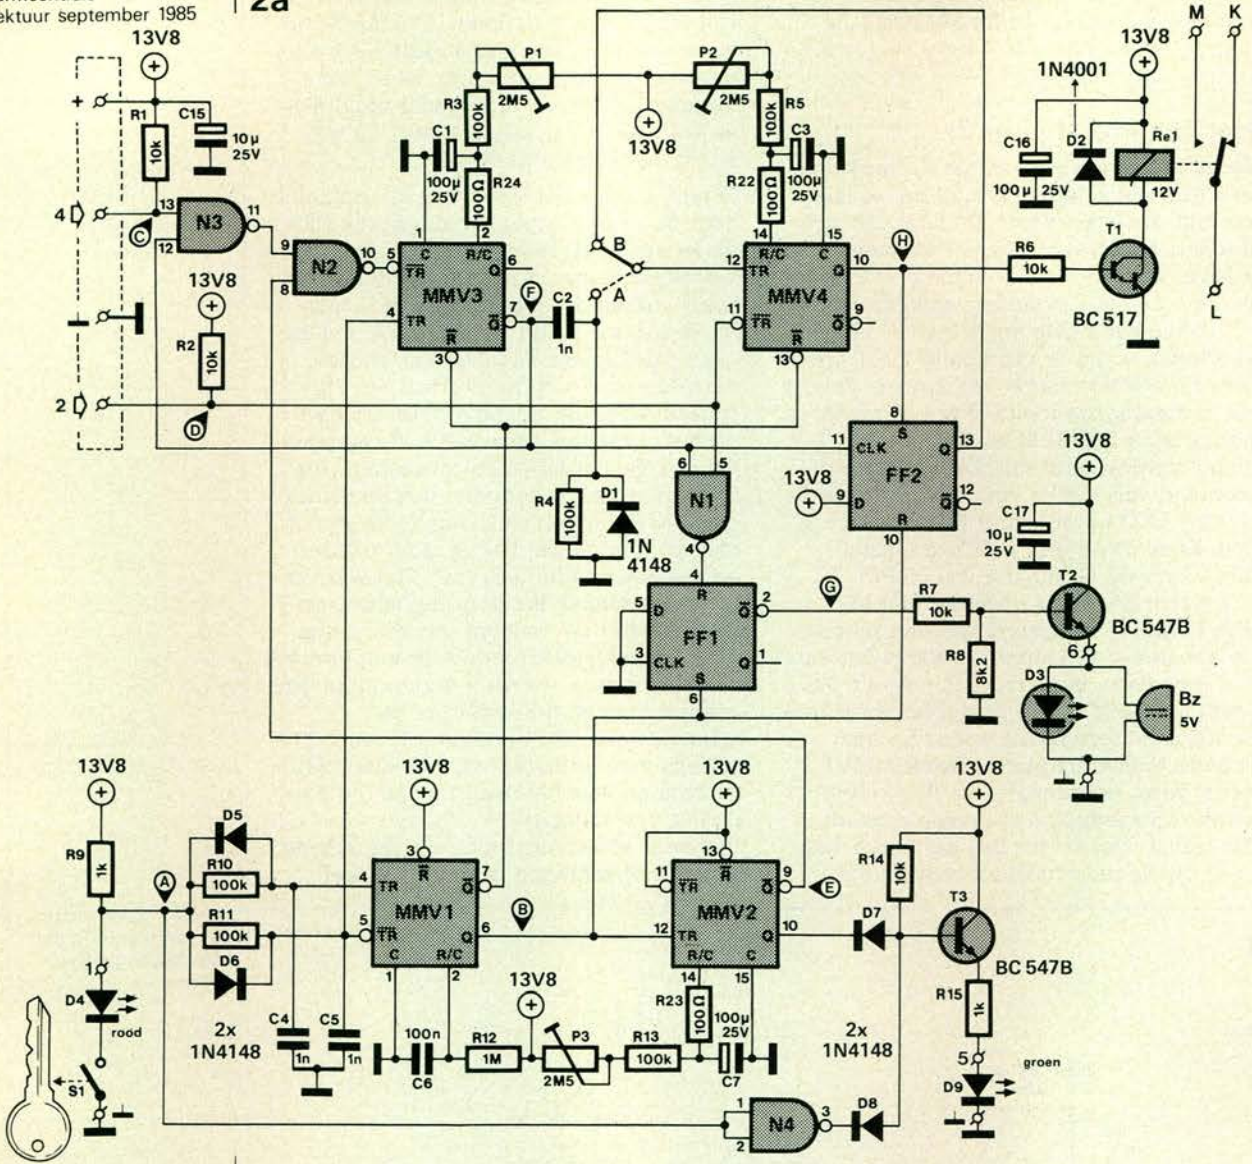 ektuur september 1985
2a
13V8
13V8
1N4001
M
K
P1
2M5
P2
2M5
13V8
+
R1
10k
C15
10µ
25V
R3
100k
C1
100µ
25V
R24
100Ω
R5
100k
C3
100µ
25V
R22
100Ω
C16
100µ 25V
D2
Re1
12V
4
C
13
12
N3
11
9
8
N2
10
1
2
C
R/C
5
TR
4
TR
MMV3
Q
6
Q
7
R
3
F
C2
1n
B
A
14
15
R/C
C
12
TR
11
TR
MMV4
Q
10
Q
9
R
13
H
R6
10k
T1
BC 517
L
13V8
R2
10k
2
D
6
5
N1
4
R4
100k
D1
1N
4148
8
S
11
CLK
Q
13
13V8
9
D
FF2
Q
12
R
10
13V8
C17
10µ
25V
T2
BC 547B
4
R
5
D
Q
2
FF1
3
CLK
Q
1
S
6
G
R7
10k
R8
8k2
6
D3
Bz
5V
13V8
13V8
13V8
13V8
R9
1k
A
D5
R10
100k
R11
100k
D6
2x
1N4148
3
R
4
TR
Q
7
MMV1
5
TR
Q
6
C
R/C
1
2
B
13
R
11
TR
Q
9
MMV2
12
TR
Q
10
R/C
C
14
15
E
R14
10k
D7
T3
BC 547B
R15
1k
1
D4
rood
S1
C4
1n
C5
1n
100n
C6
R12
1M
13V8
P3
2M5
R13
100k
R23
100Ω
100µ
25V
C7
2x
1N4148
5
groen
D9
1
2
N4
3
D8